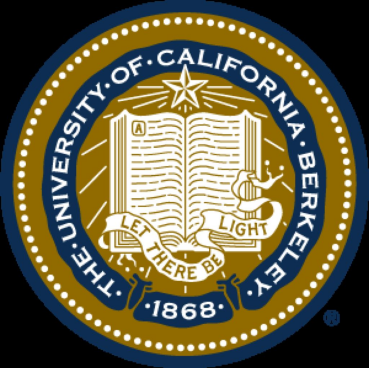 ·THE·UNIVERSITY·OF·CALIFORNIA·BERKELEY·
A
LET THERE BE LIGHT
·1868·
®